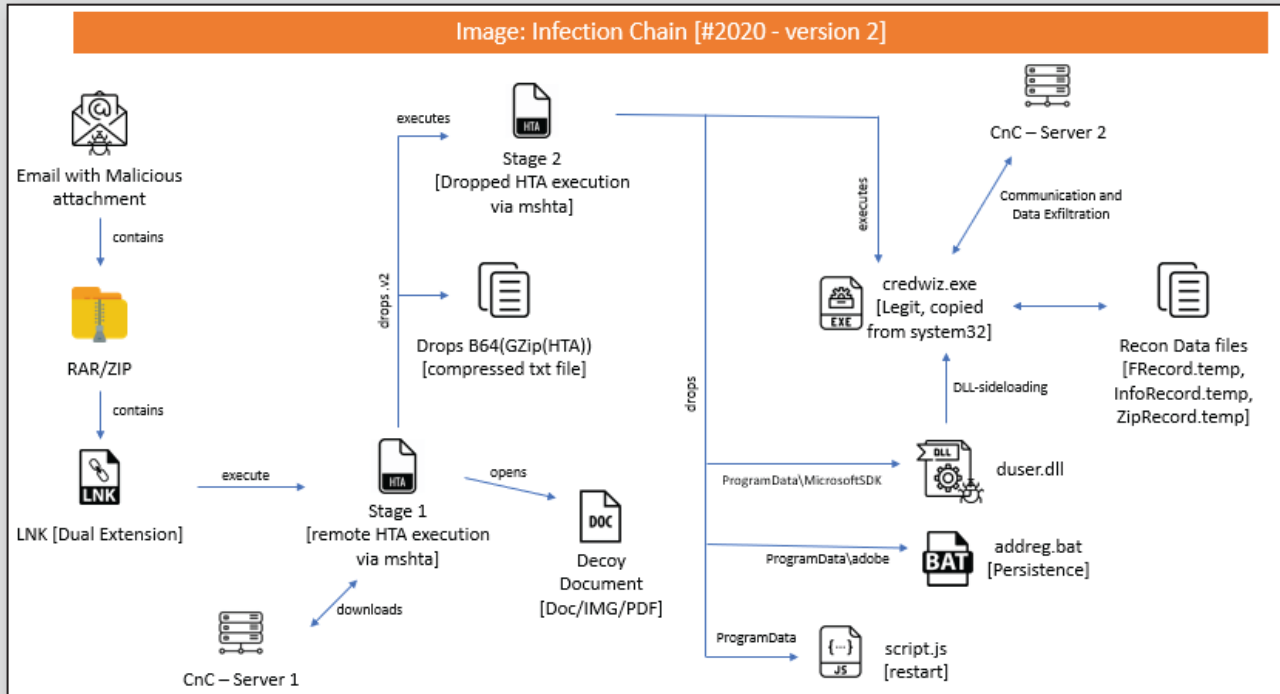 Image: Infection Chain [#2020 - version 2]
Email with Malicious
attachment
contains
RAR/ZIP
contains
LNK
LNK [Dual Extension]
execute
HTA
Stage 1
[remote HTA execution
via mshta]
downloads
CnC – Server 1
opens
DOC
Decoy
Document
[Doc/IMG/PDF]
drops .v2
Drops B64(GZip(HTA))
[compressed txt file]
executes
HTA
Stage 2
[Dropped HTA execution
via mshta]
executes
EXE
credwiz.exe
[Legit, copied
from system32]
CnC – Server 2
Communication and
Data Exfiltration
Recon Data files
[FRecord.temp,
InfoRecord.temp,
ZipRecord.temp]
DLL-sideloading
drops
ProgramData\MicrosoftSDK
DLL
duser.dll
ProgramData\adobe
BAT
addreg.bat
[Persistence]
ProgramData
{...}
JS
script.js
[restart]